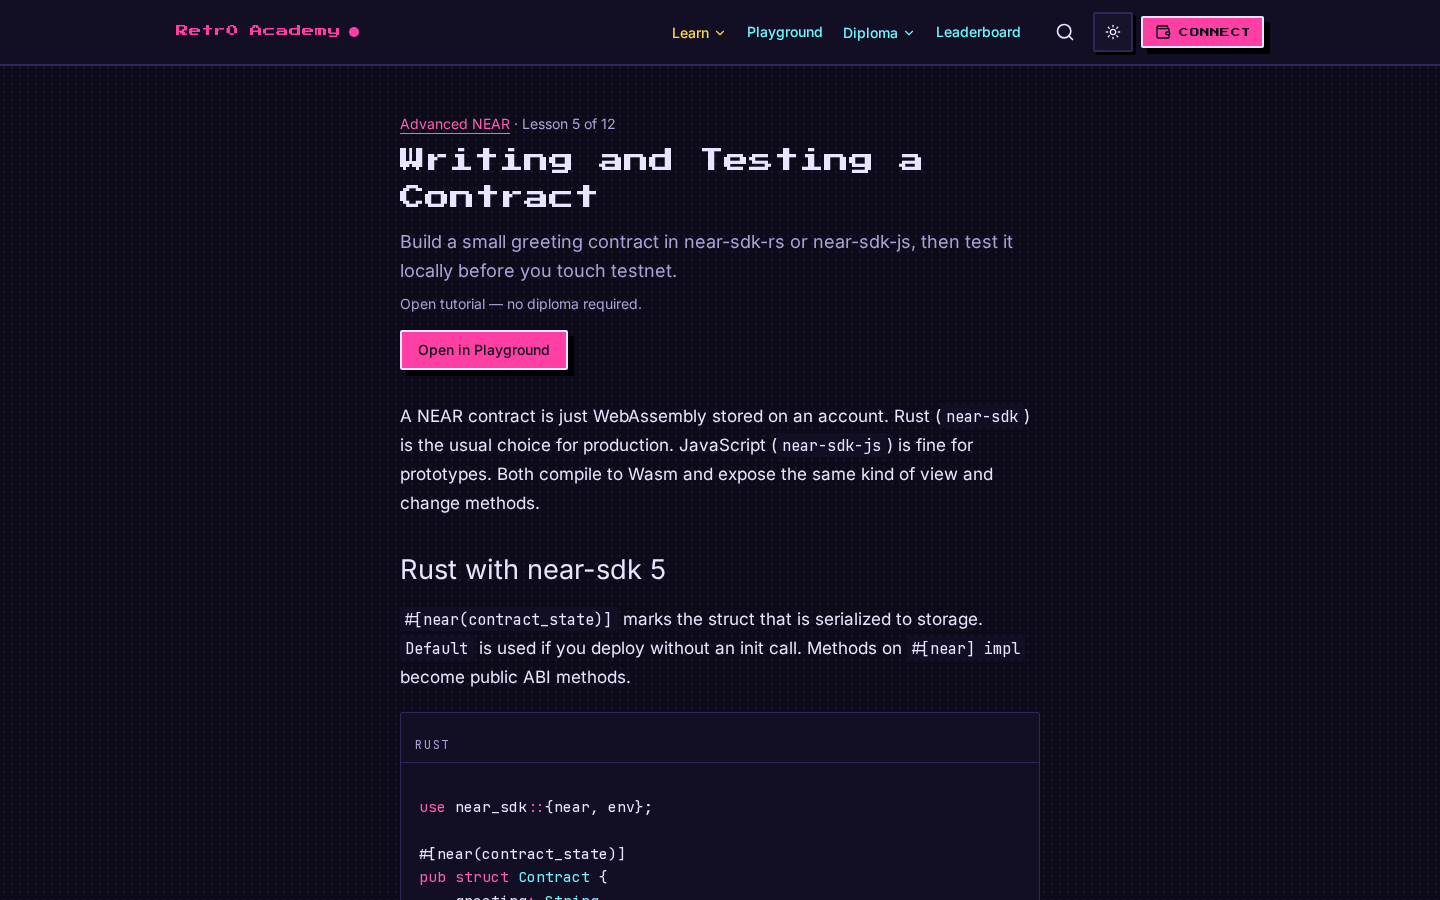 Retr0 Academy
Learn
Playground
Diploma
Leaderboard
CONNECT
Advanced NEAR · Lesson 5 of 12
Writing and Testing a
Contract
Build a small greeting contract in near-sdk-rs or near-sdk-js, then test it
locally before you touch testnet.
Open tutorial — no diploma required.
Open in Playground
A NEAR contract is just WebAssembly stored on an account. Rust ( near-sdk )
is the usual choice for production. JavaScript ( near-sdk-js ) is fine for
prototypes. Both compile to Wasm and expose the same kind of view and
change methods.
Rust with near-sdk 5
#[near(contract_state)] marks the struct that is serialized to storage.
Default is used if you deploy without an init call. Methods on #[near] impl
become public ABI methods.
RUST
use near_sdk::{near, env};
#[near(contract_state)]
pub struct Contract {
greeting: String,